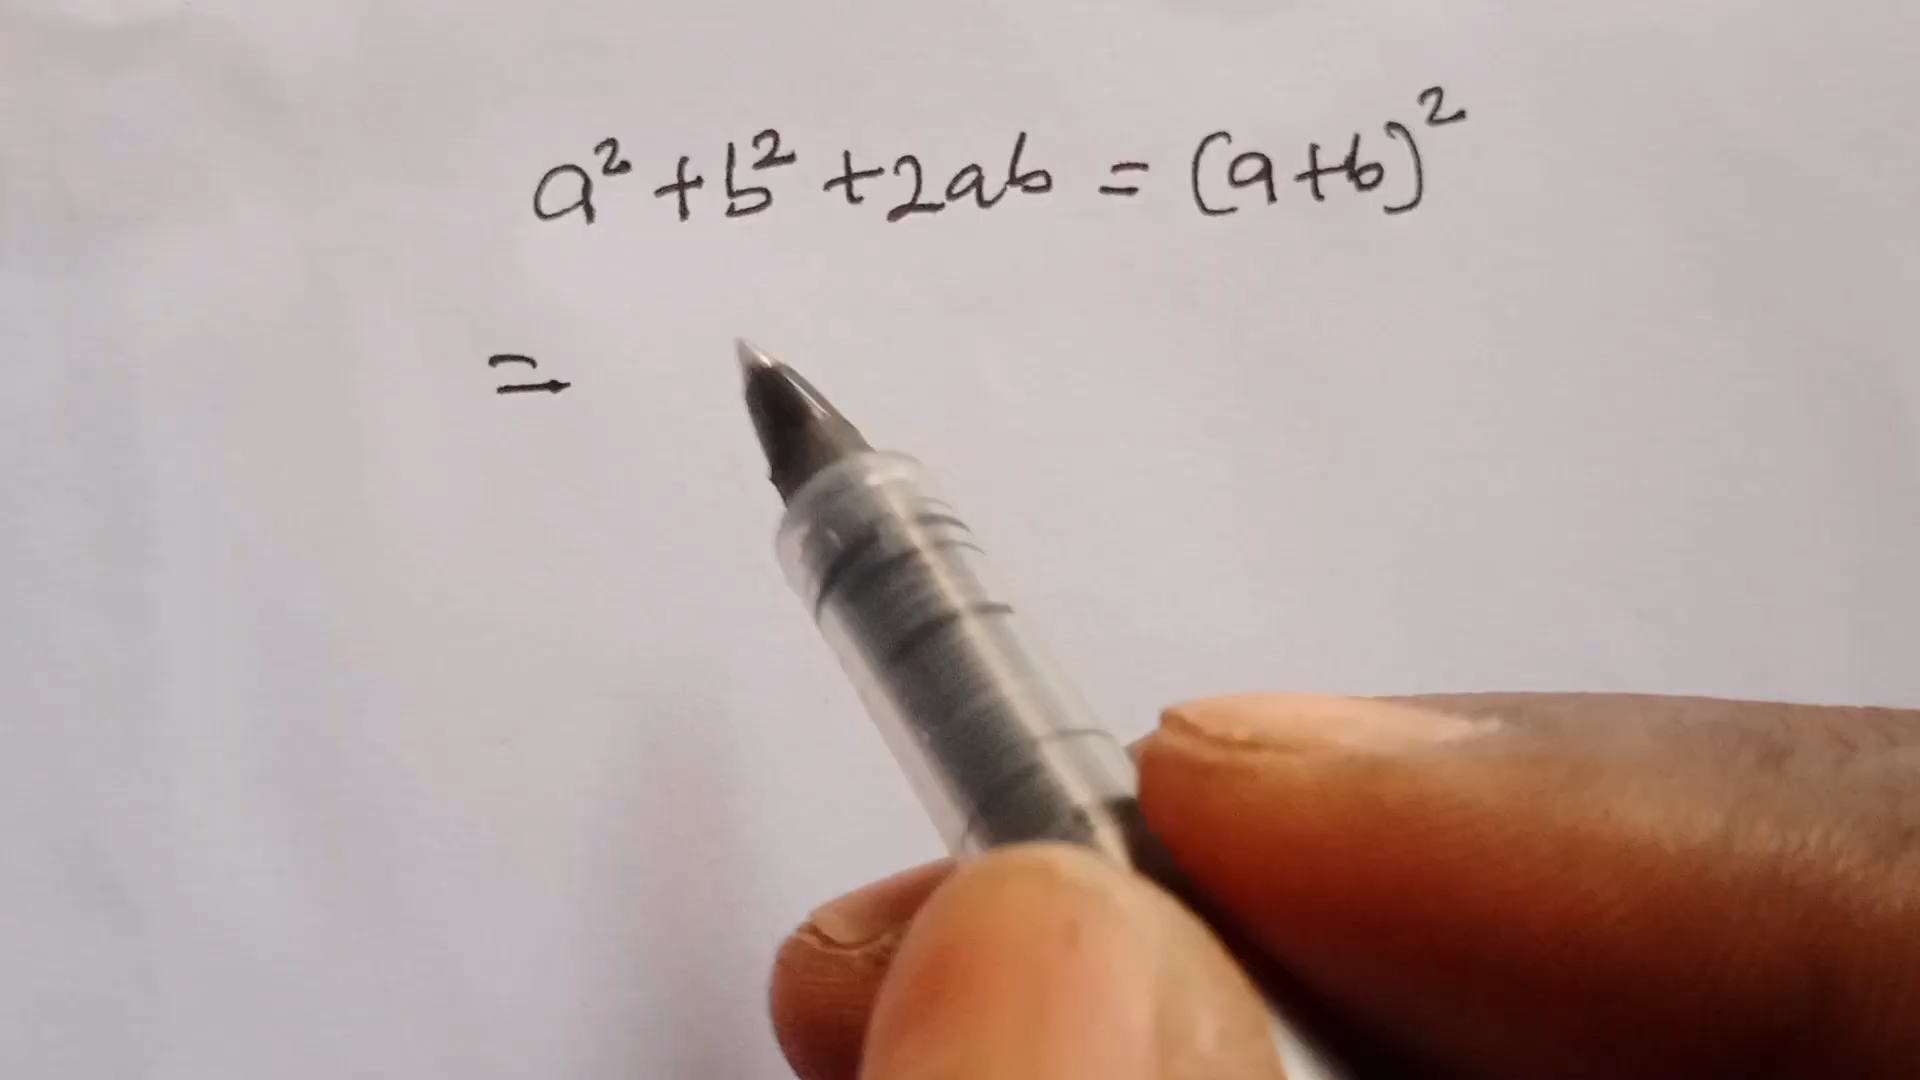 a² + b² + 2ab = (a+b)²
=